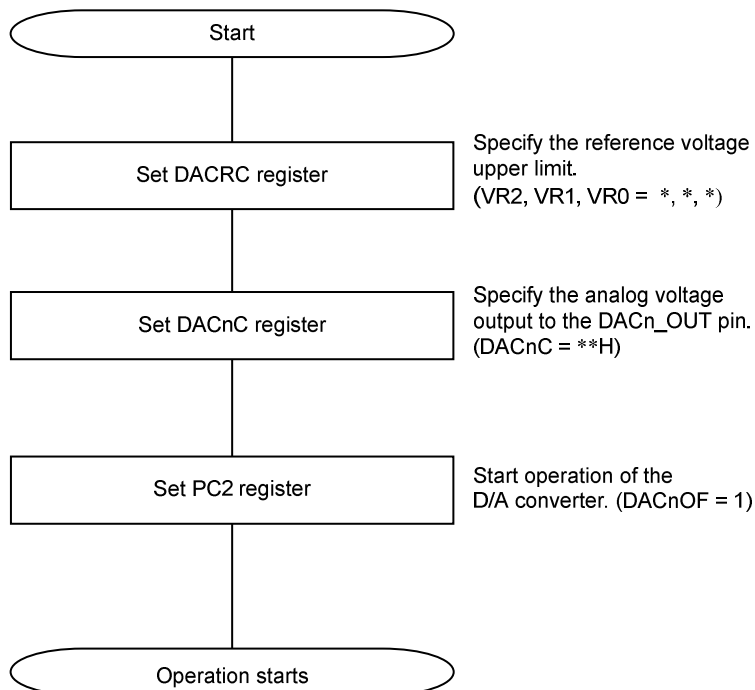 Start
Set DACRC register
Specify the reference voltage
upper limit.
(VR2, VR1, VR0 = *, *, *)
Set DACnC register
Specify the analog voltage
output to the DACn_OUT pin.
(DACnC = **H)
Set PC2 register
Start operation of the
D/A converter. (DACnOF = 1)
Operation starts